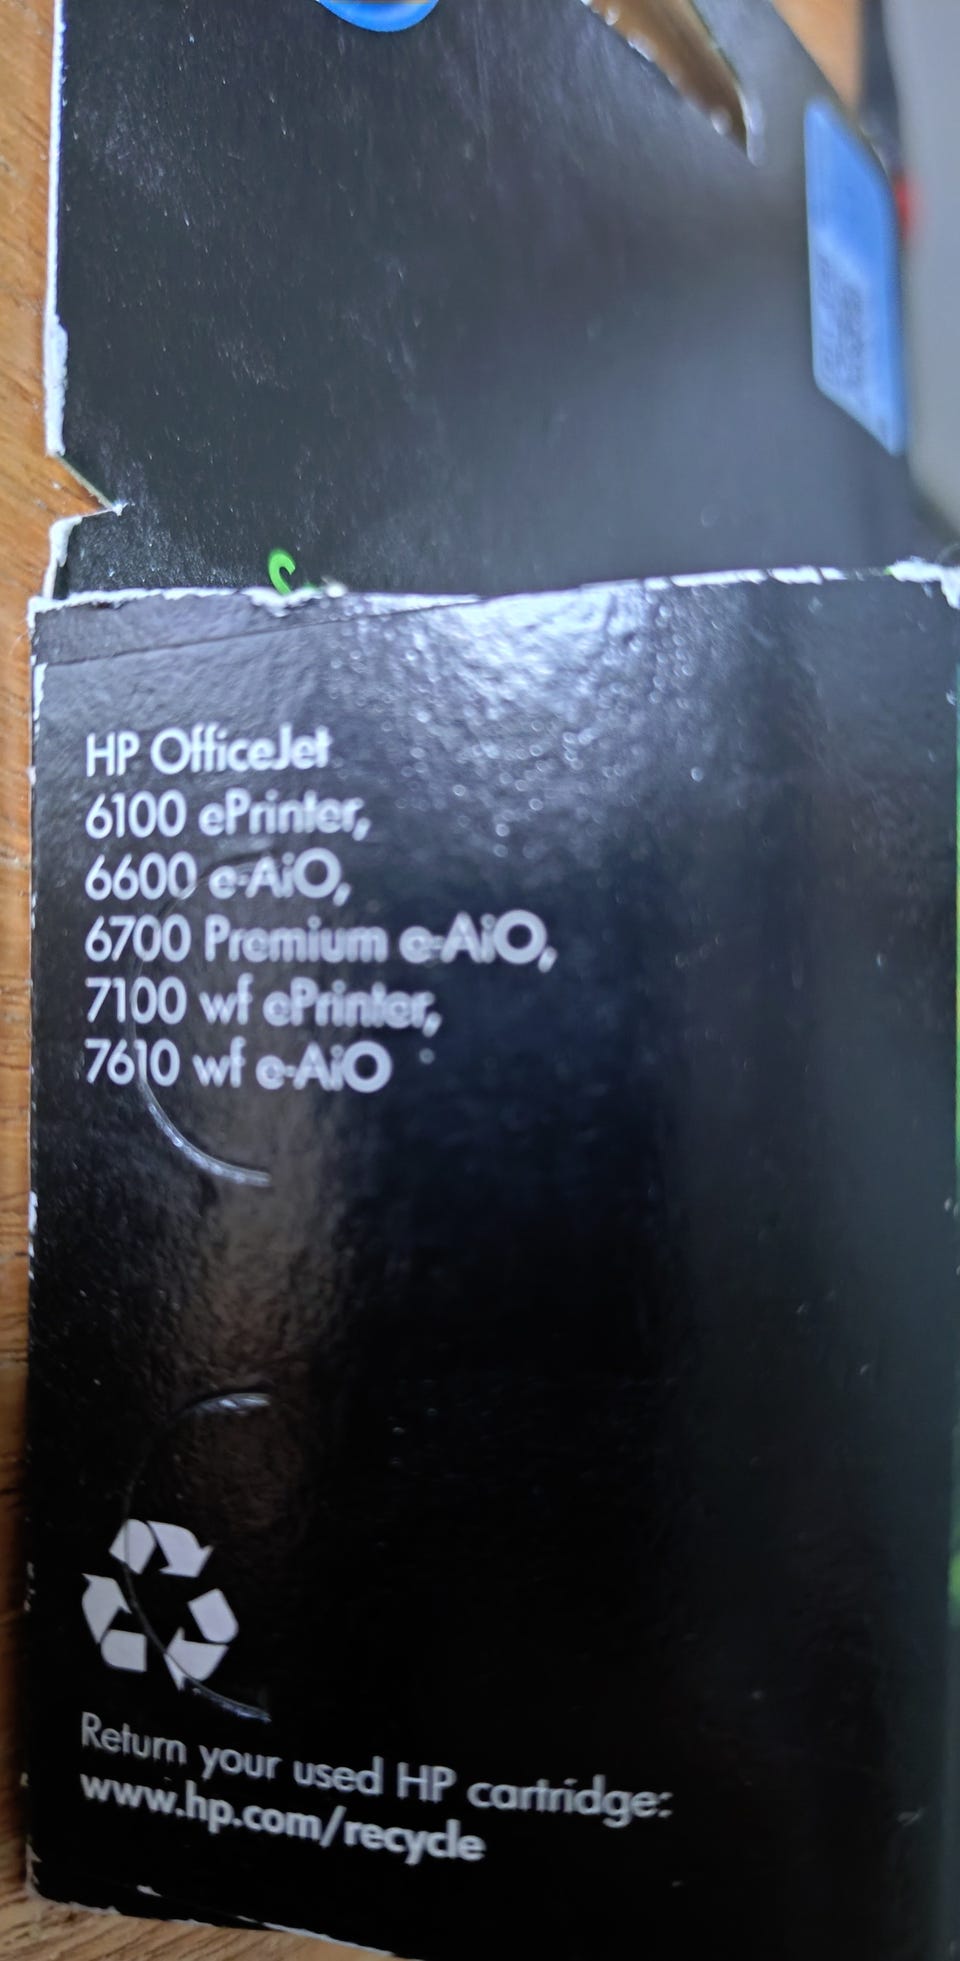 HP OfficeJet
6100 ePrinter,
6600 e-AiO,
6700 Premium e-AiO,
7100 wf ePrinter,
7610 wf e-AiO
Return your used HP cartridge:
www.hp.com/recycle